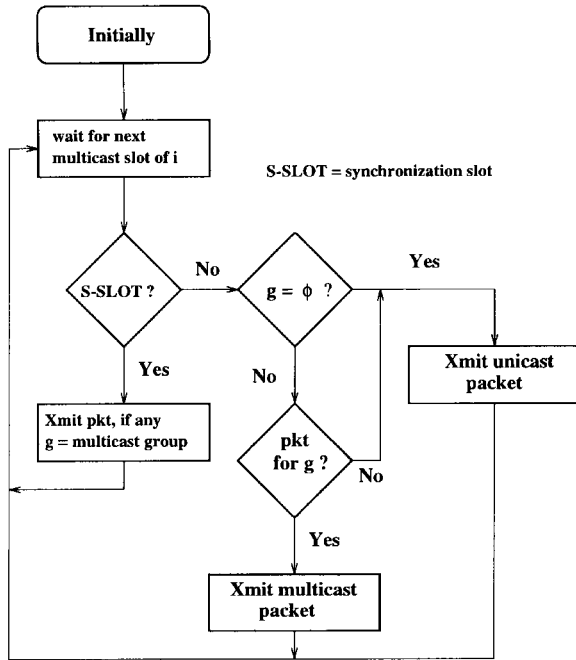 Initially
wait for next
multicast slot of i
S-SLOT = synchronization slot
S-SLOT ?
No
g = ϕ ?
Yes
Yes
No
Xmit unicast
packet
Xmit pkt, if any
g = multicast group
pkt
for g ?
No
Yes
Xmit multicast
packet